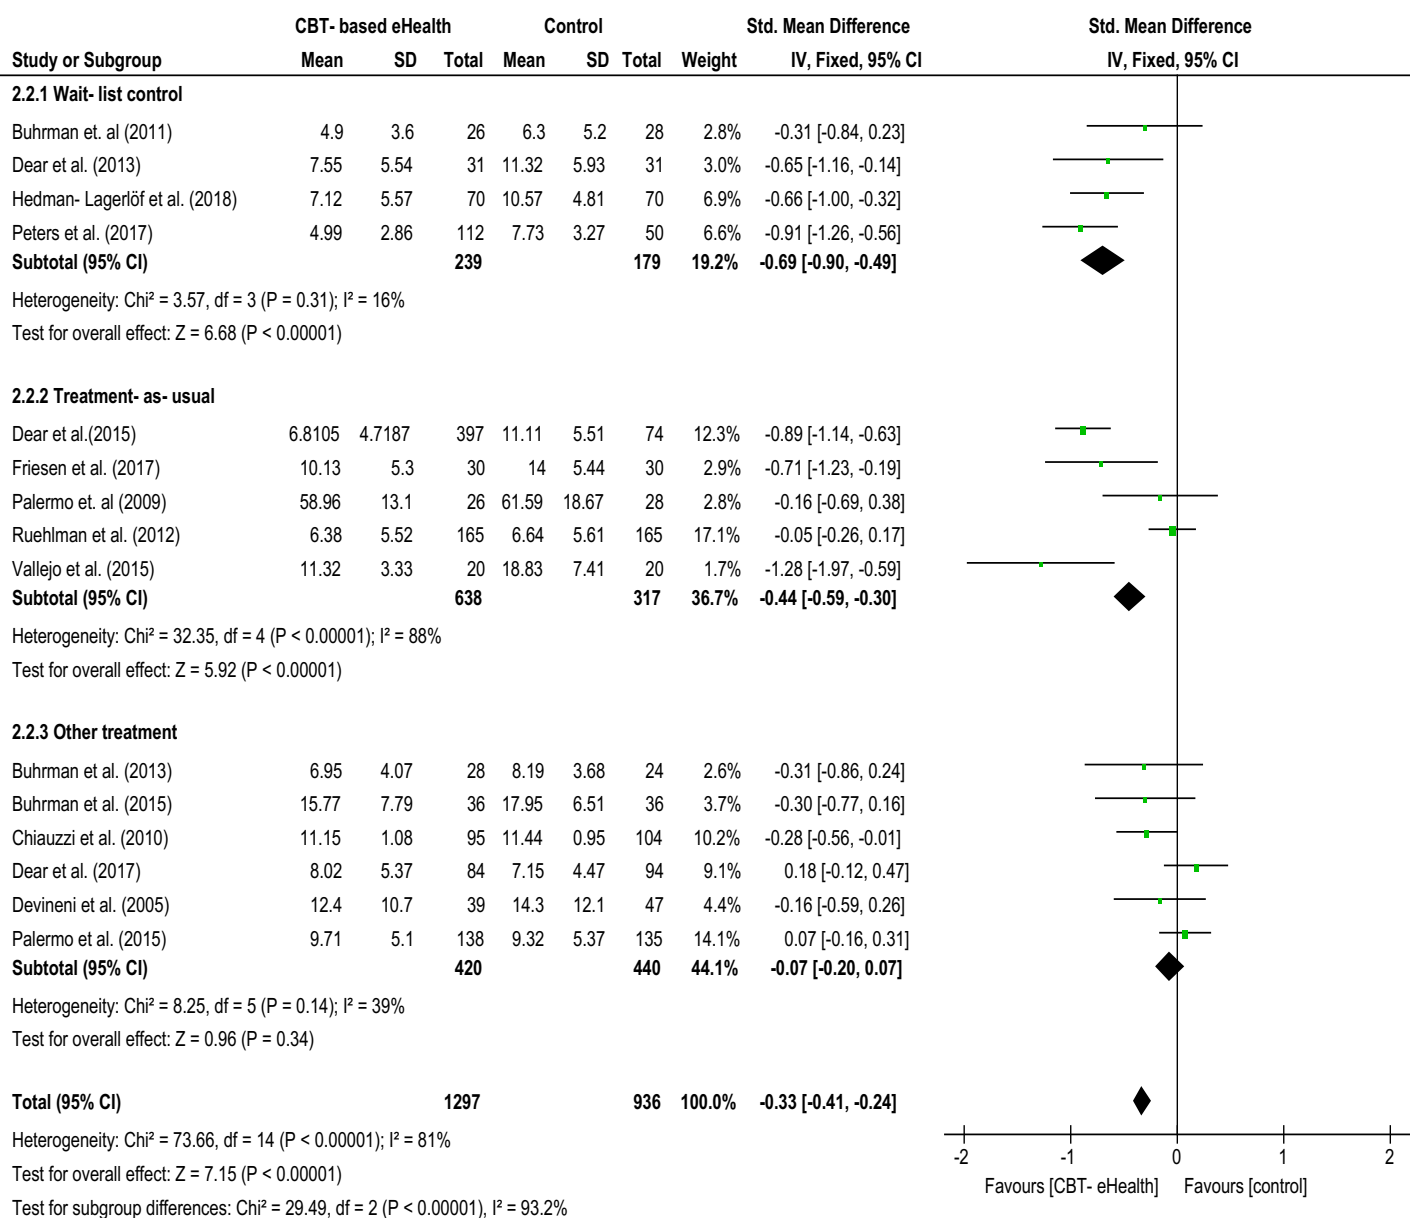 CBT- based eHealth Control Std. Mean Difference Std. Mean Difference
Study or Subgroup Mean SD Total Mean SD Total Weight IV, Fixed, 95% CI IV, Fixed, 95% CI
2.2.1 Wait- list control
Buhrman et. al (2011) 4.9 3.6 26 6.3 5.2 28 2.8% -0.31 [-0.84, 0.23]
Dear et al. (2013) 7.55 5.54 31 11.32 5.93 31 3.0% -0.65 [-1.16, -0.14]
Hedman- Lagerlöf et al. (2018) 7.12 5.57 70 10.57 4.81 70 6.9% -0.66 [-1.00, -0.32]
Peters et al. (2017) 4.99 2.86 112 7.73 3.27 50 6.6% -0.91 [-1.26, -0.56]
Subtotal (95% CI) 239 179 19.2% -0.69 [-0.90, -0.49]
Heterogeneity: Chi² = 3.57, df = 3 (P = 0.31); I² = 16%
Test for overall effect: Z = 6.68 (P < 0.00001)
2.2.2 Treatment- as- usual
Dear et al.(2015) 6.8105 4.7187 397 11.11 5.51 74 12.3% -0.89 [-1.14, -0.63]
Friesen et al. (2017) 10.13 5.3 30 14 5.44 30 2.9% -0.71 [-1.23, -0.19]
Palermo et. al (2009) 58.96 13.1 26 61.59 18.67 28 2.8% -0.16 [-0.69, 0.38]
Ruehlman et al. (2012) 6.38 5.52 165 6.64 5.61 165 17.1% -0.05 [-0.26, 0.17]
Vallejo et al. (2015) 11.32 3.33 20 18.83 7.41 20 1.7% -1.28 [-1.97, -0.59]
Subtotal (95% CI) 638 317 36.7% -0.44 [-0.59, -0.30]
Heterogeneity: Chi² = 32.35, df = 4 (P < 0.00001); I² = 88%
Test for overall effect: Z = 5.92 (P < 0.00001)
2.2.3 Other treatment
Buhrman et al. (2013) 6.95 4.07 28 8.19 3.68 24 2.6% -0.31 [-0.86, 0.24]
Buhrman et al. (2015) 15.77 7.79 36 17.95 6.51 36 3.7% -0.30 [-0.77, 0.16]
Chiauzzi et al. (2010) 11.15 1.08 95 11.44 0.95 104 10.2% -0.28 [-0.56, -0.01]
Dear et al. (2017) 8.02 5.37 84 7.15 4.47 94 9.1% 0.18 [-0.12, 0.47]
Devineni et al. (2005) 12.4 10.7 39 14.3 12.1 47 4.4% -0.16 [-0.59, 0.26]
Palermo et al. (2015) 9.71 5.1 138 9.32 5.37 135 14.1% 0.07 [-0.16, 0.31]
Subtotal (95% CI) 420 440 44.1% -0.07 [-0.20, 0.07]
Heterogeneity: Chi² = 8.25, df = 5 (P = 0.14); I² = 39%
Test for overall effect: Z = 0.96 (P = 0.34)
Total (95% CI) 1297 936 100.0% -0.33 [-0.41, -0.24]
Heterogeneity: Chi² = 73.66, df = 14 (P < 0.00001); I² = 81%
Test for overall effect: Z = 7.15 (P < 0.00001)
Test for subgroup differences: Chi² = 29.49, df = 2 (P < 0.00001), I² = 93.2%
-2 -1 0 1 2
Favours [CBT- eHealth] Favours [control]